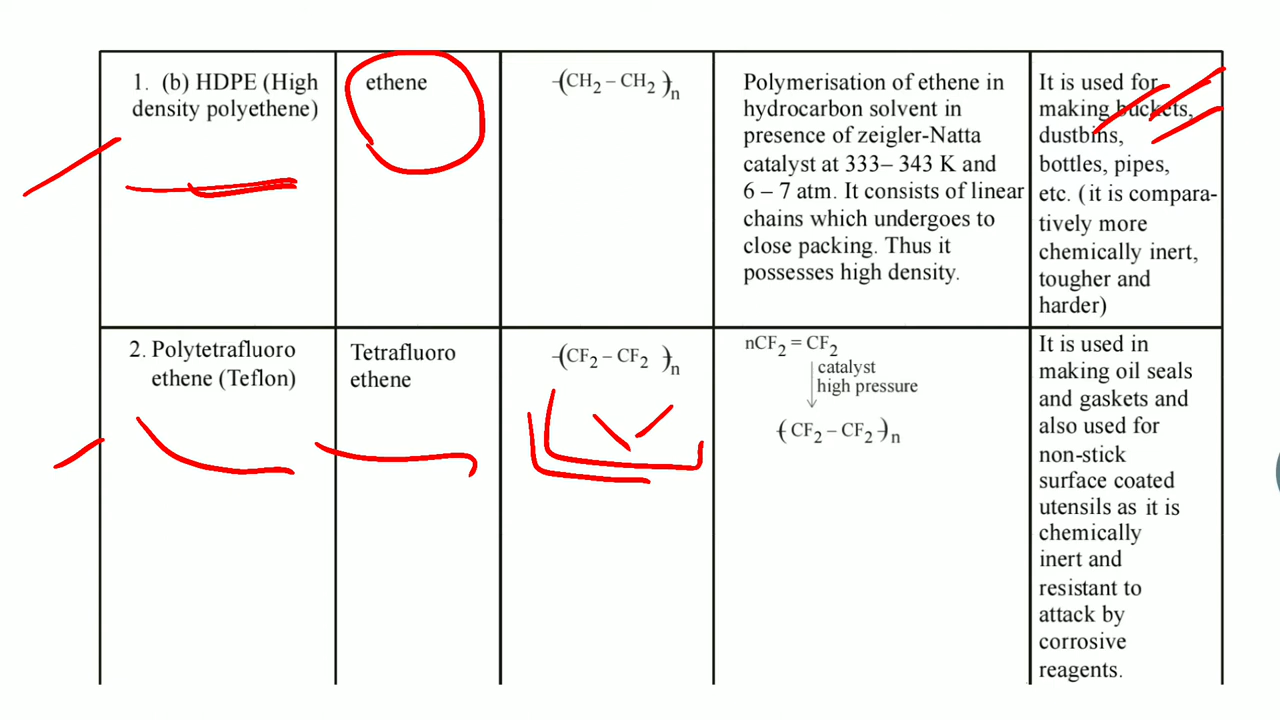 1. (b) HDPE (High
density polyethene)
ethene
-(CH2 – CH2 )n
Polymerisation of ethene in
hydrocarbon solvent in
presence of zeigler-Natta
catalyst at 333– 343 K and
6 – 7 atm. It consists of linear
chains which undergoes to
close packing. Thus it
possesses high density.
It is used for
making buckets,
dustbins,
bottles, pipes,
etc. (it is compara-
tively more
chemically inert,
tougher and
harder)
2. Polytetrafluoro
ethene (Teflon)
Tetrafluoro
ethene
-(CF2 – CF2 )n
nCF2 = CF2
catalyst
high pressure
( CF2 – CF2 )n
It is used in
making oil seals
and gaskets and
also used for
non-stick
surface coated
utensils as it is
chemically
inert and
resistant to
attack by
corrosive
reagents.